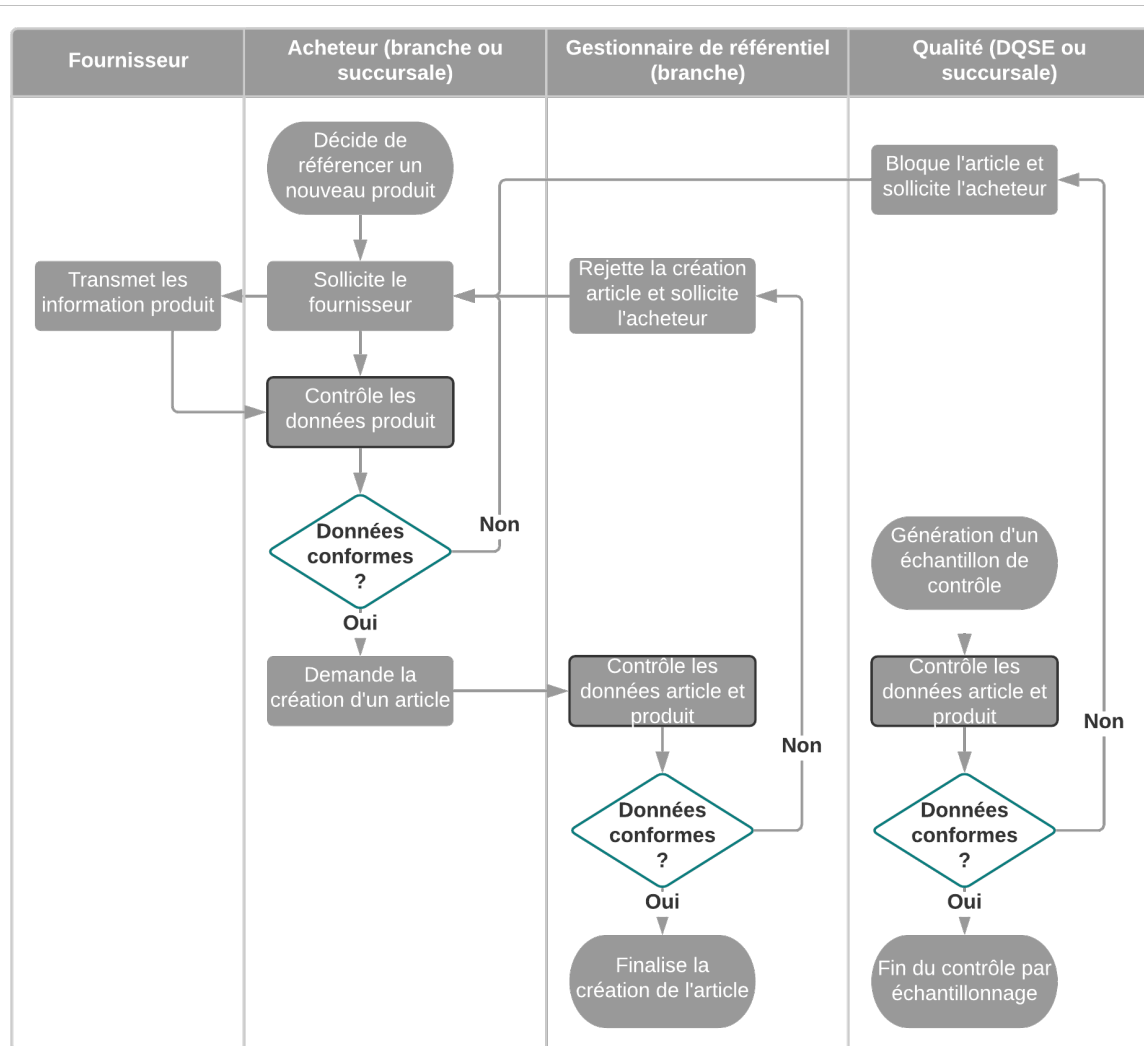 Fournisseur
Acheteur (branche ou
succursale)
Gestionnaire de référentiel
(branche)
Qualité (DQSE ou
succursale)
Décide de
référencer un
nouveau produit
Bloque l'article et
sollicite l'acheteur
Transmet les
information produit
Sollicite le
fournisseur
Rejette la création
article et sollicite
l'acheteur
Contrôle les
données produit
Données
conformes
?
Non
Oui
Génération d'un
échantillon de
contrôle
Demande la
création d'un article
Contrôle les
données article et
produit
Contrôle les
données article et
produit
Non
Non
Données
conformes
?
Données
conformes
?
Oui
Oui
Finalise la
création de l'article
Fin du contrôle par
échantillonnage